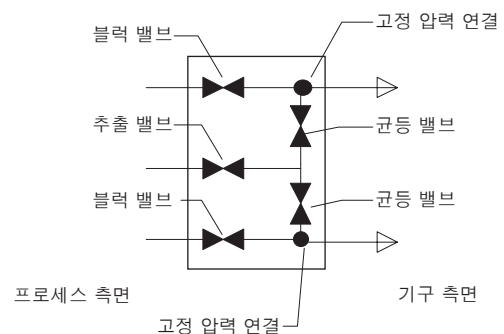 블럭 밸브
고정 압력 연결
추출 밸브
균등 밸브
블럭 밸브
균등 밸브
프로세스 측면
기구 측면
고정 압력 연결